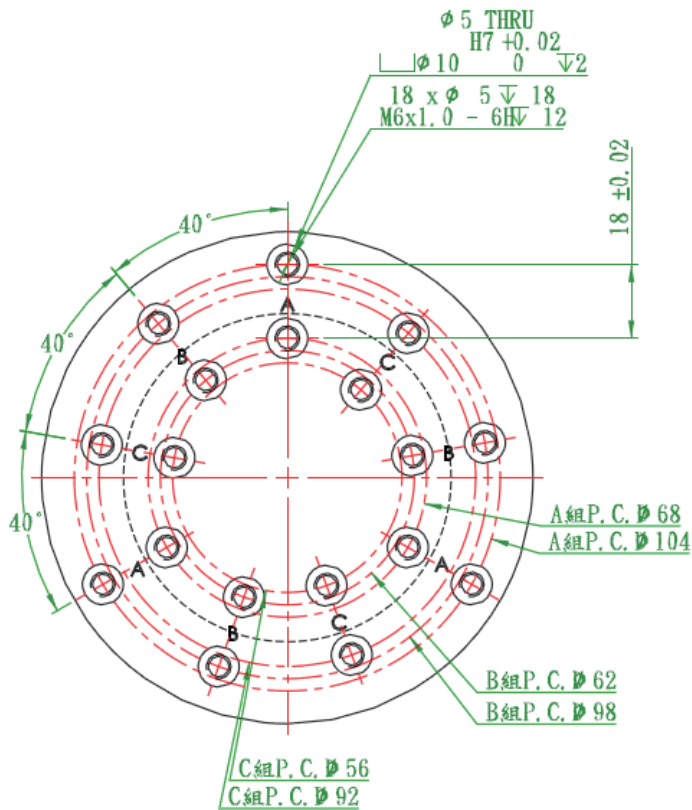 ø 5 THRU
H7 +0.02
⌴ø 10 0 ↧2
18 x ø 5 ↧ 18
M6x1.0 - 6H↧ 12
18 ±0.02
40°
A
B
C
40°
B
C
40°
A組P.C.D 68
A組P.C.D 104
A
A
B
C
B組P.C.D 62
B組P.C.D 98
C組P.C.D 56
C組P.C.D 92